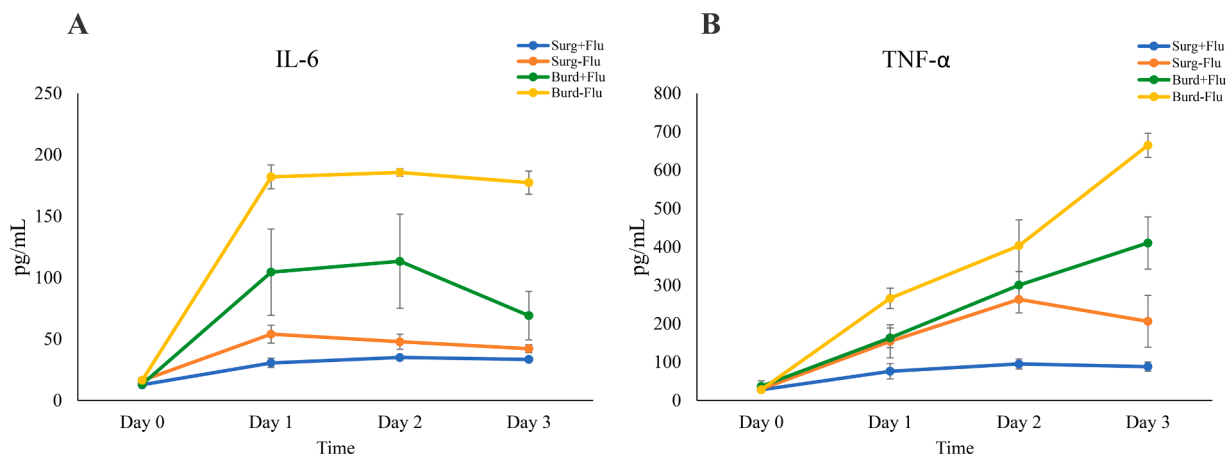 A
IL-6
Surg+Flu
Surg-Flu
Burd+Flu
Burd-Flu
250
200
150
100
50
0
pg/mL
Day 0 Day 1 Day 2 Day 3
Time
B
TNF-α
Surg+Flu
Surg-Flu
Burd+Flu
Burd-Flu
800
700
600
500
400
300
200
100
0
pg/mL
Day 0 Day 1 Day 2 Day 3
Time